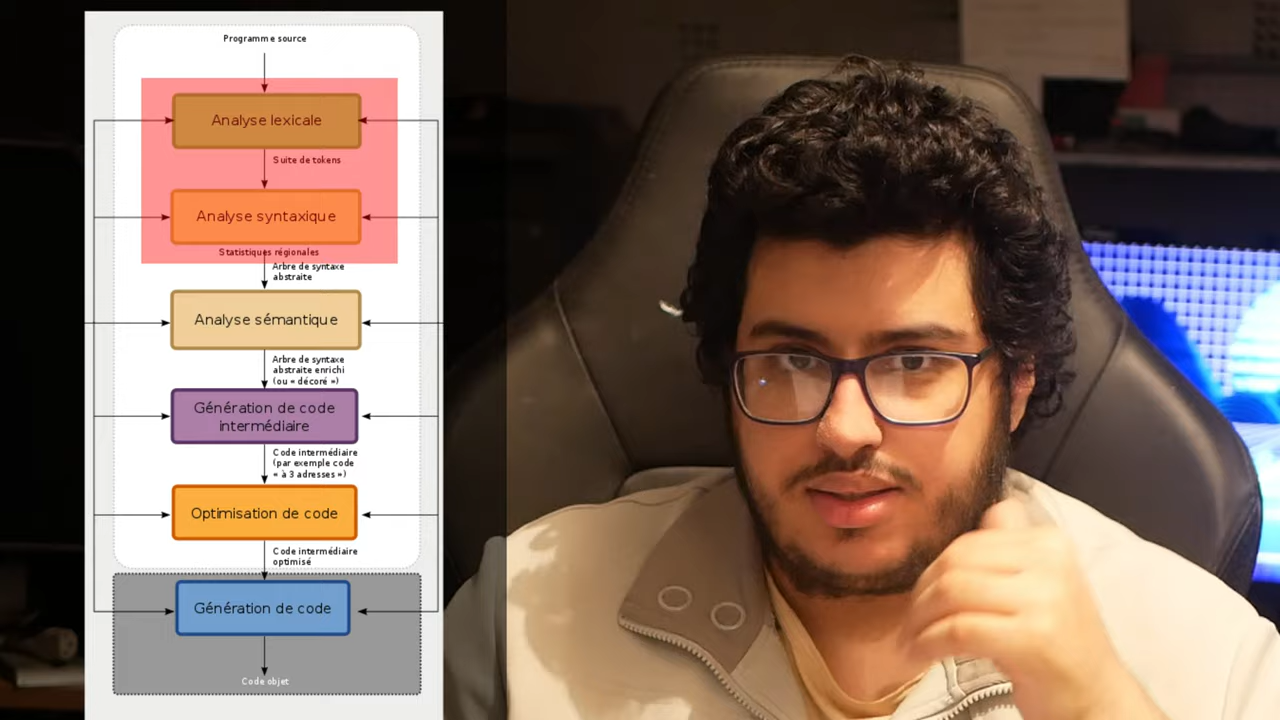 Programme source
Analyse lexicale
Suite de tokens
Analyse syntaxique
Statistiques régionales
Arbre de syntaxe
abstraite
Analyse sémantique
Arbre de syntaxe
abstraite enrichi
(ou « décoré »)
Génération de code
intermédiaire
Code intermédiaire
(par exemple code
« à 3 adresses »)
Optimisation de code
Code intermédiaire
optimisé
Génération de code
Code objet